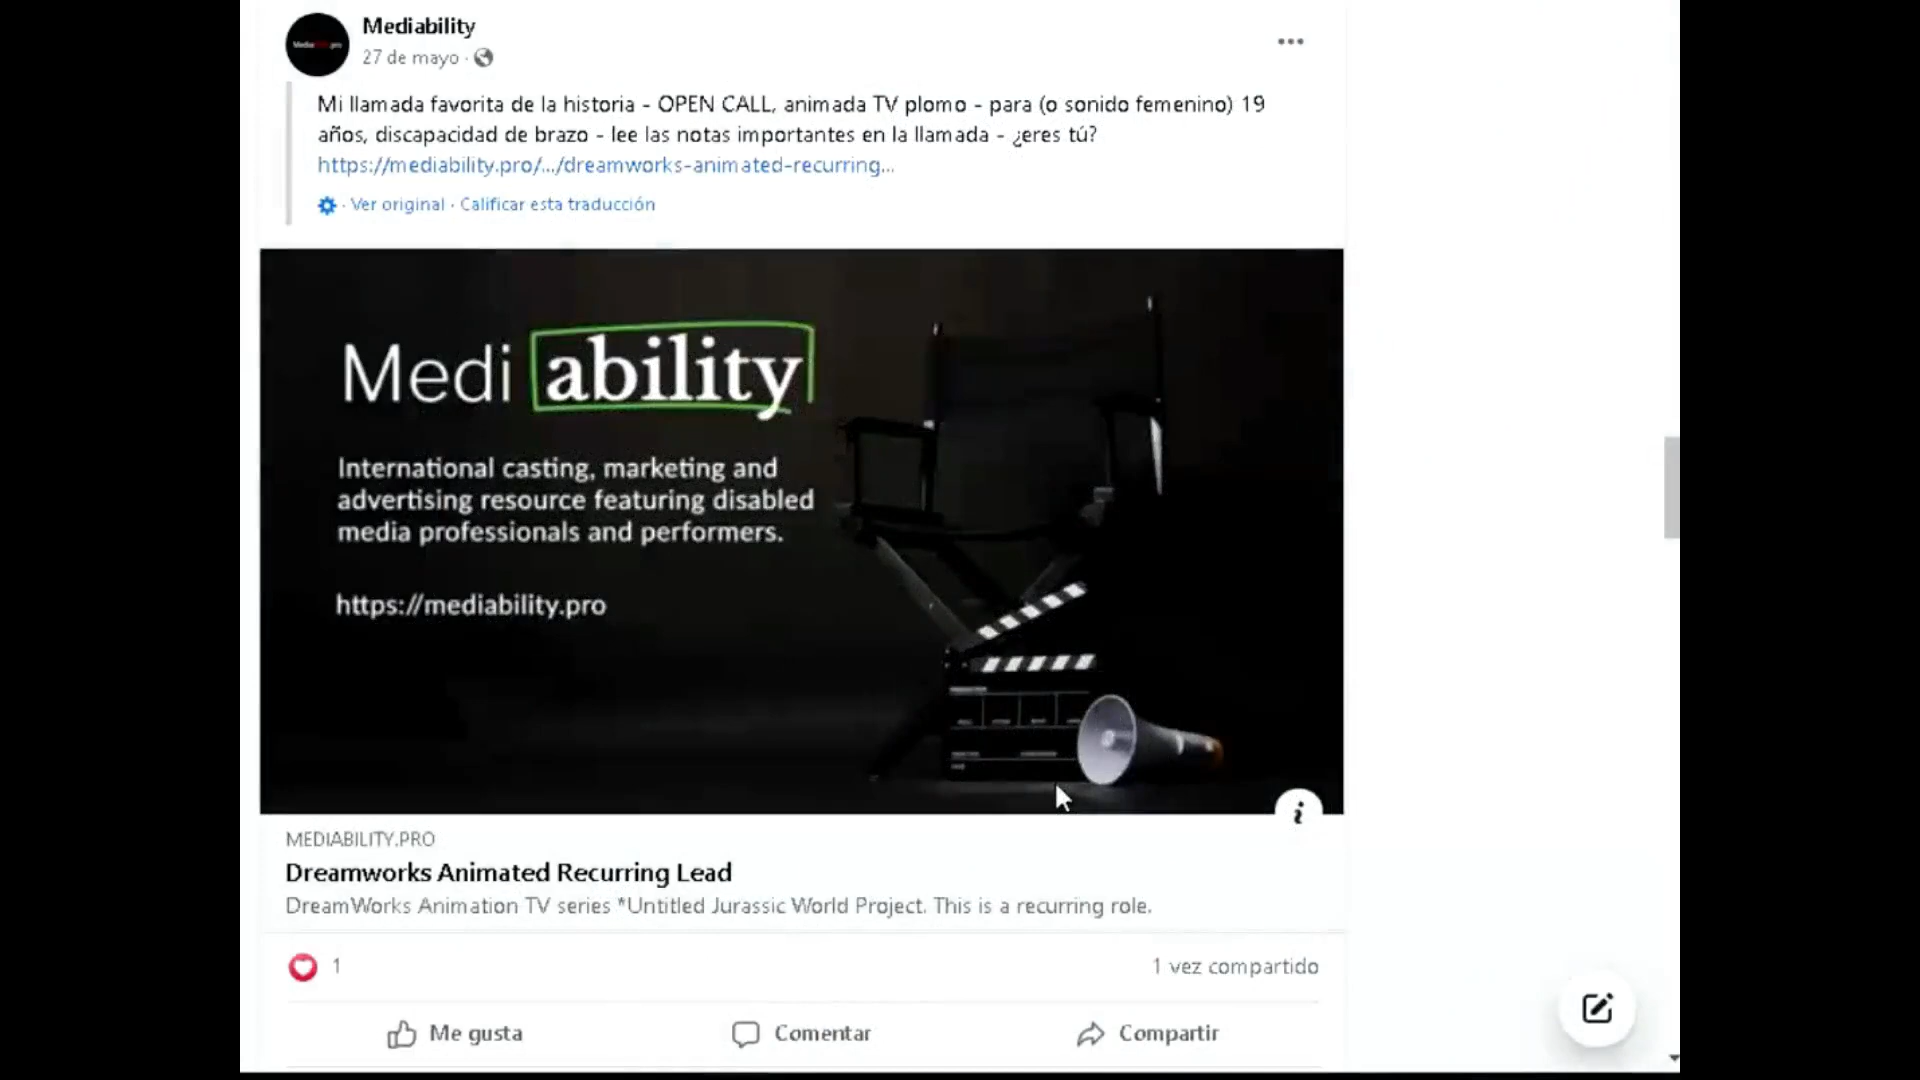 Mediability
27 de mayo ·
Mi llamada favorita de la historia - OPEN CALL, animada TV plomo - para (o sonido femenino) 19
años, discapacidad de brazo - lee las notas importantes en la llamada - ¿eres tú?
https://mediability.pro/.../dreamworks-animated-recurring...
· Ver original · Calificar esta traducción
Medi ability
International casting, marketing and
advertising resource featuring disabled
media professionals and performers.
https://mediability.pro
MEDIABILITY.PRO
Dreamworks Animated Recurring Lead
DreamWorks Animation TV series *Untitled Jurassic World Project. This is a recurring role.
1
1 vez compartido
Me gusta
Comentar
Compartir